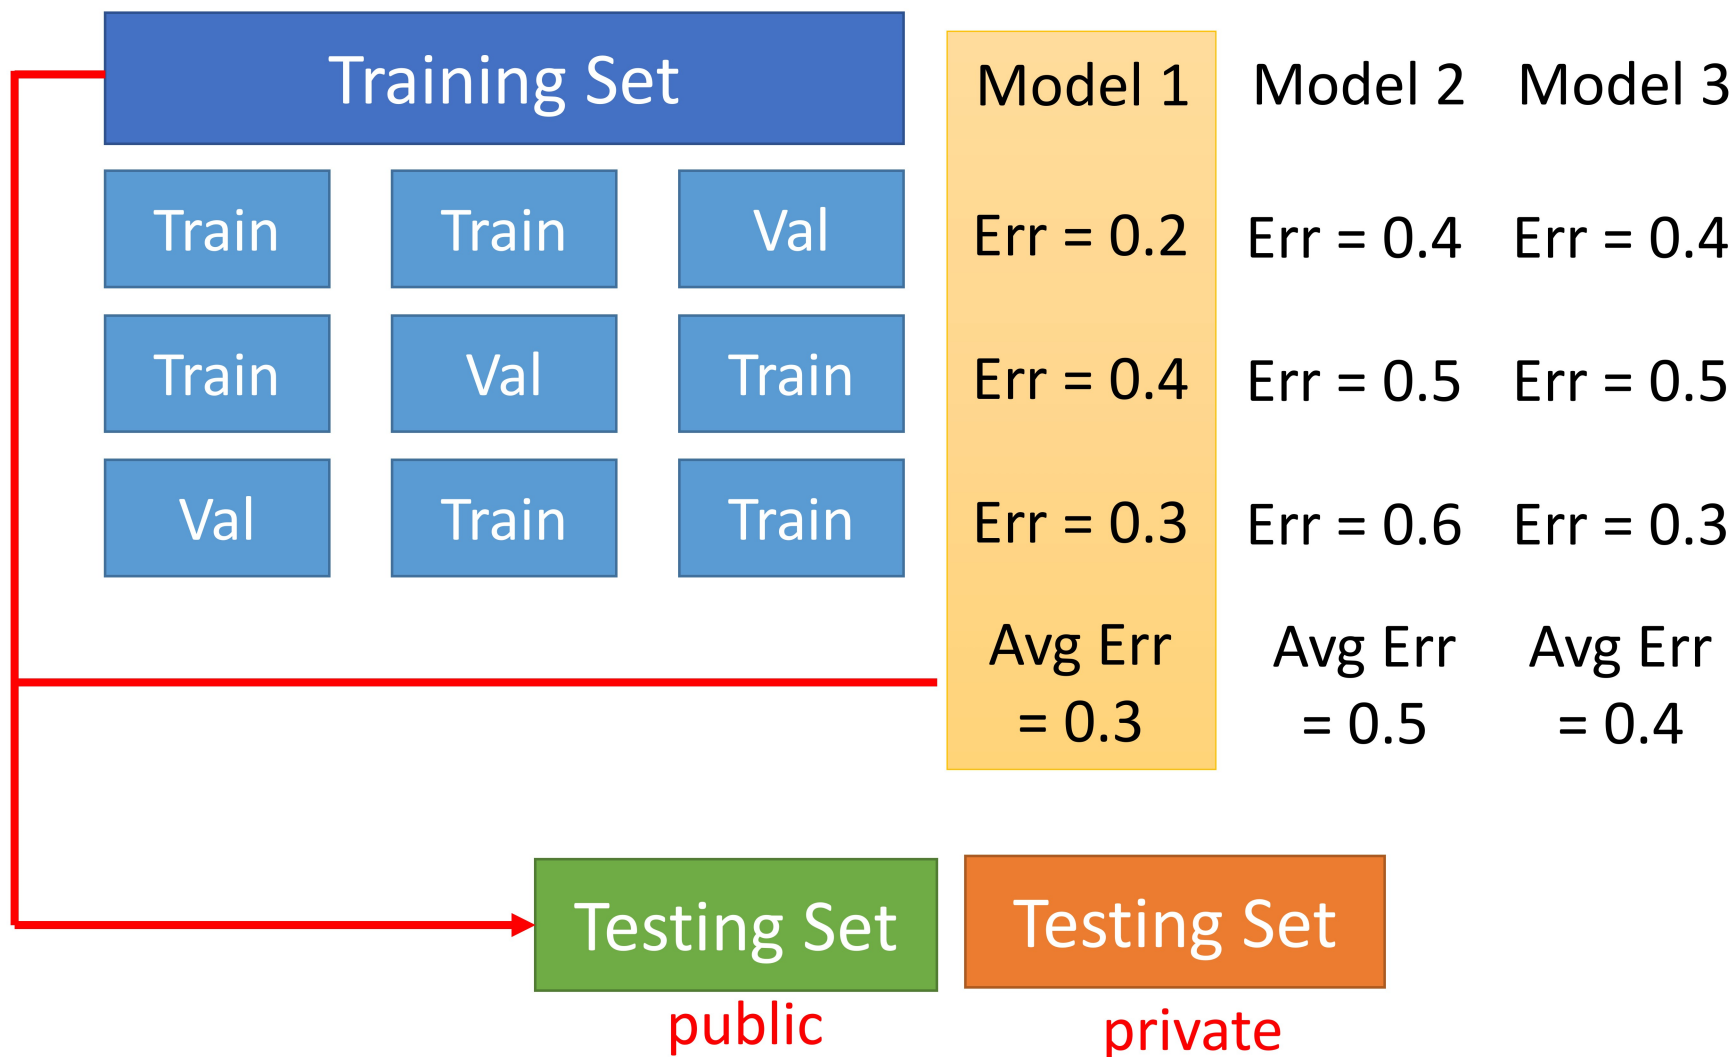 Training Set
Model 1 Model 2 Model 3
Train Train Val Err = 0.2 Err = 0.4 Err = 0.4
Train Val Train Err = 0.4 Err = 0.5 Err = 0.5
Val Train Train Err = 0.3 Err = 0.6 Err = 0.3
Avg Err Avg Err Avg Err
= 0.3 = 0.5 = 0.4
Testing Set Testing Set
public private